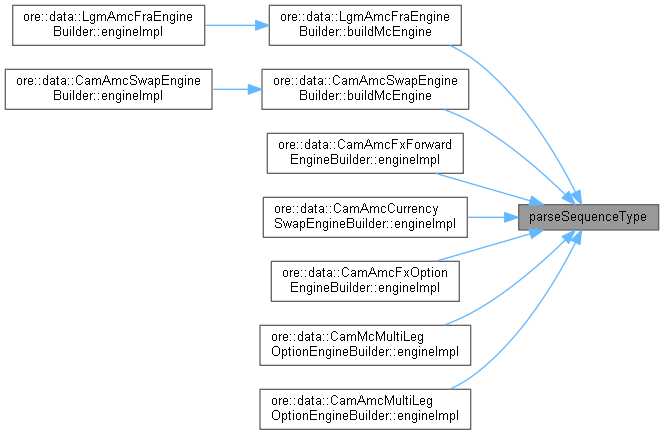 ore::data::LgmAmcFraEngine
Builder::engineImpl
ore::data::LgmAmcFraEngine
Builder::buildMcEngine
ore::data::CamAmcSwapEngine
Builder::engineImpl
ore::data::CamAmcSwapEngine
Builder::buildMcEngine
ore::data::CamAmcFxForward
EngineBuilder::engineImpl
ore::data::CamAmcCurrency
SwapEngineBuilder::engineImpl
parseSequenceType
ore::data::CamAmcFxOption
EngineBuilder::engineImpl
ore::data::CamMcMultiLeg
OptionEngineBuilder::engineImpl
ore::data::CamAmcMultiLeg
OptionEngineBuilder::engineImpl